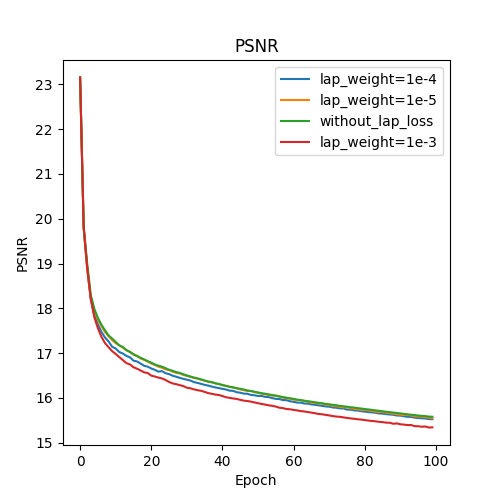 PSNR
lap_weight=1e-4
lap_weight=1e-5
without_lap_loss
lap_weight=1e-3
PSNR
23
22
21
20
19
18
17
16
15
0 20 40 60 80 100
Epoch